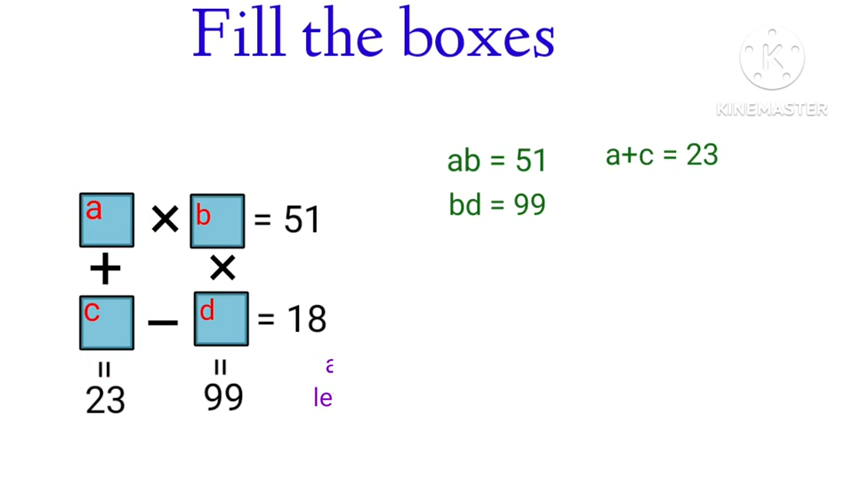 Fill the boxes
K
KINEMASTER
ab = 51 a+c = 23
bd = 99
a × b = 51
+ ×
c − d = 18
= =
23 99